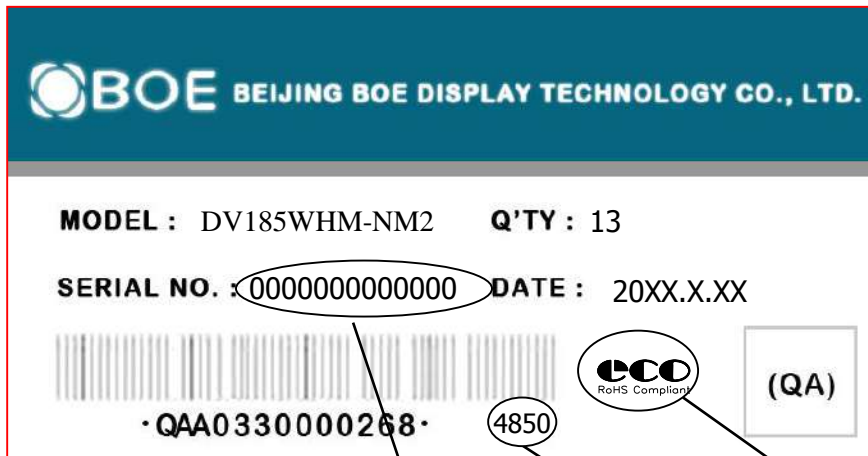 BOE BEIJING BOE DISPLAY TECHNOLOGY CO., LTD.
MODEL : DV185WHM-NM2 Q'TY : 13
SERIAL NO. : 0000000000000 DATE : 20XX.X.XX
eco
RoHS Compliant
(QA)
·QAA0330000268· 4850